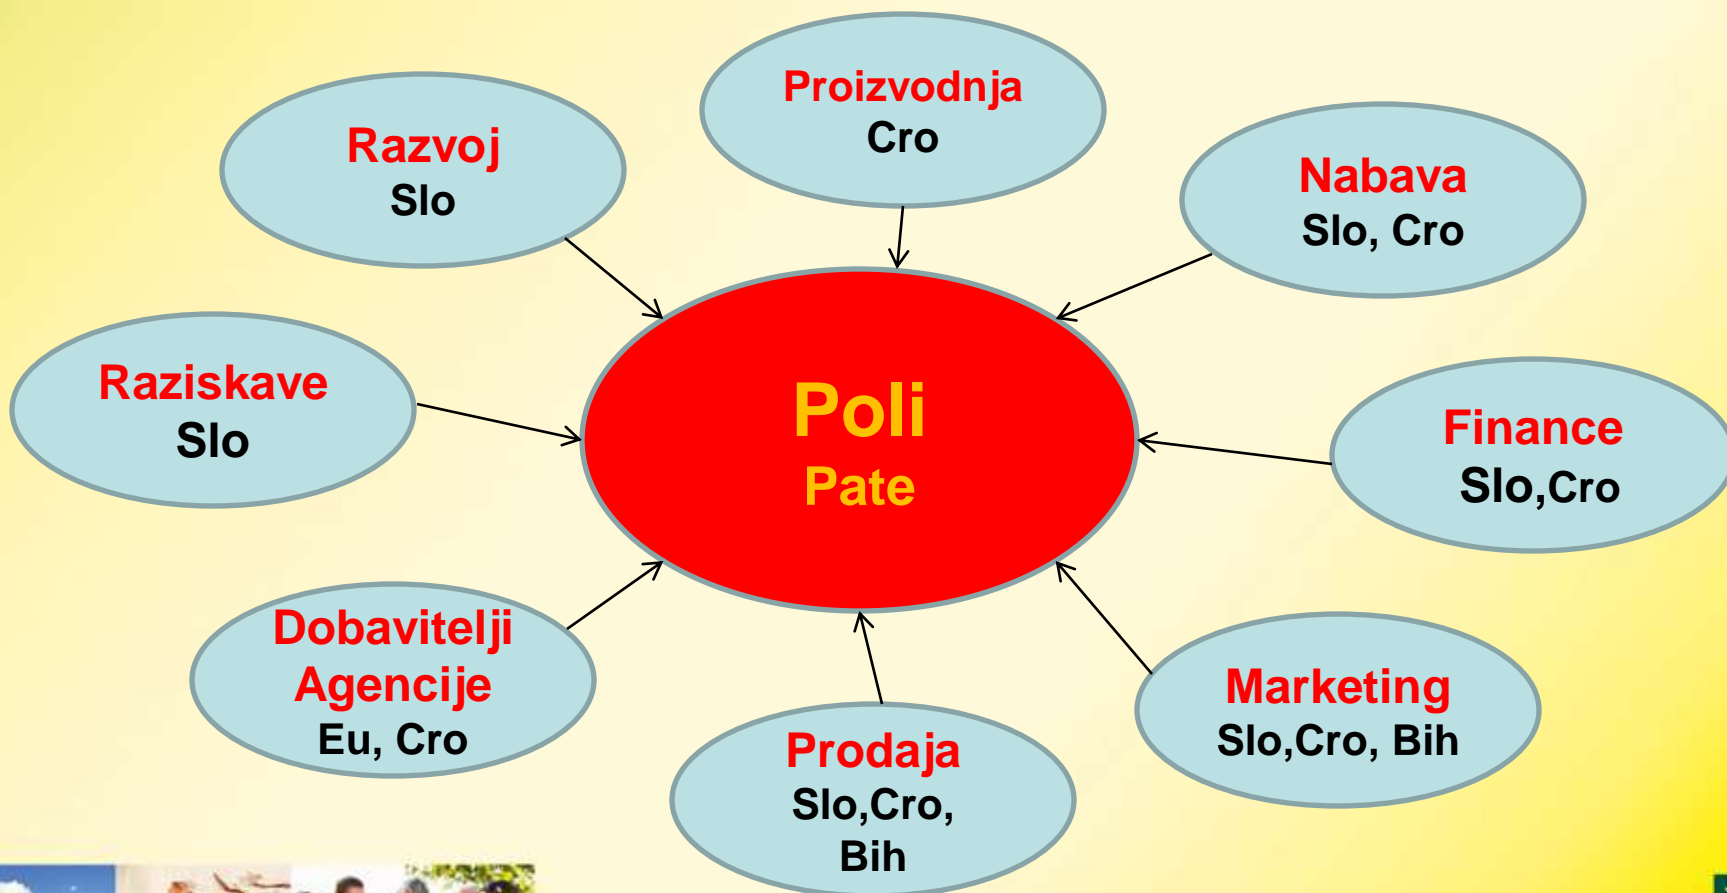 Proizvodnja
Cro
Razvoj
Slo
Nabava
Slo, Cro
Raziskave
Slo
Poli
Pate
Finance
Slo,Cro
Dobavitelji
Agencije
Eu, Cro
Marketing
Slo,Cro, Bih
Prodaja
Slo,Cro,
Bih